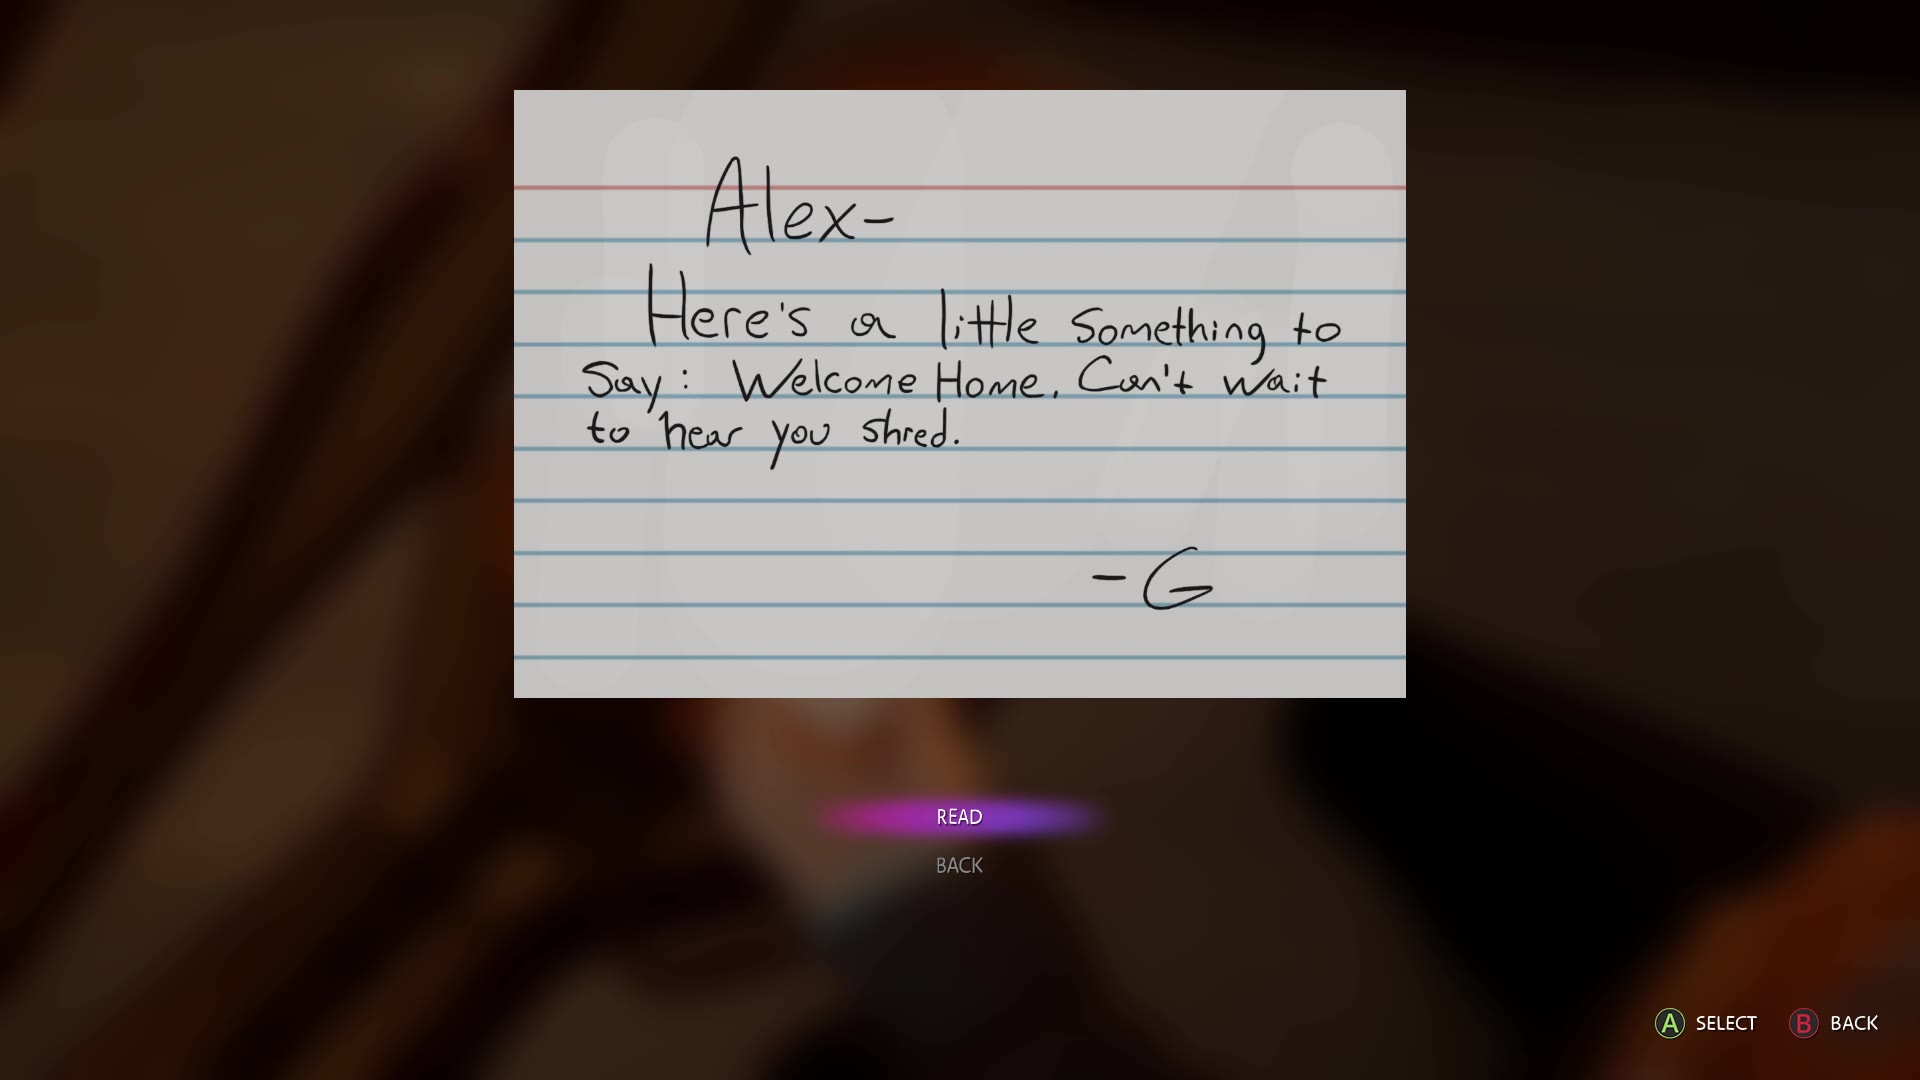 Alex-
Here's a little something to
Say: Welcome Home. Can't wait
to hear you shred.
-G
READ
BACK
A SELECT B BACK